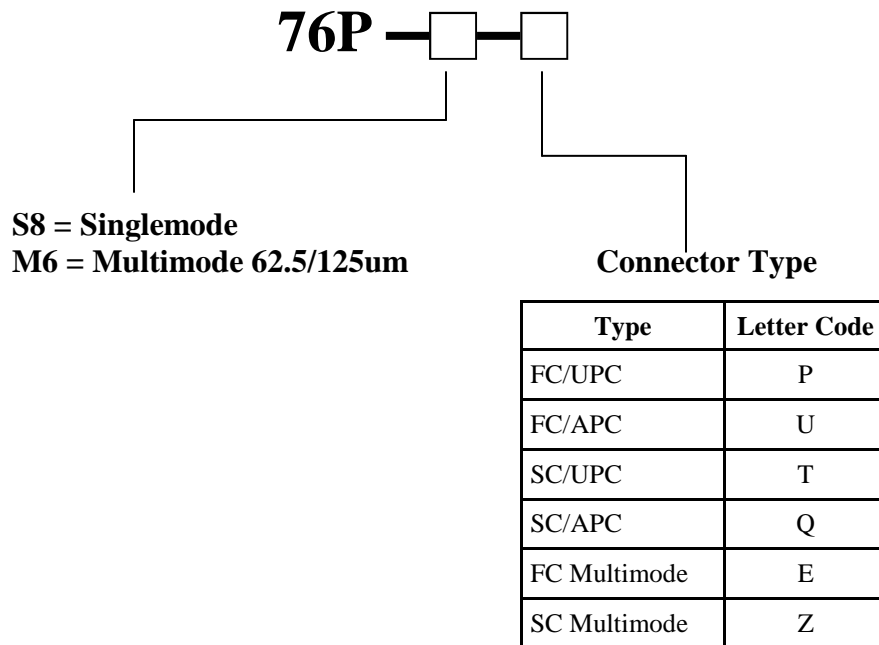 76P
S8 = Singlemode
M6 = Multimode 62.5/125um
Connector Type
Type Letter Code
FC/UPC P
FC/APC U
SC/UPC T
SC/APC Q
FC Multimode E
SC Multimode Z